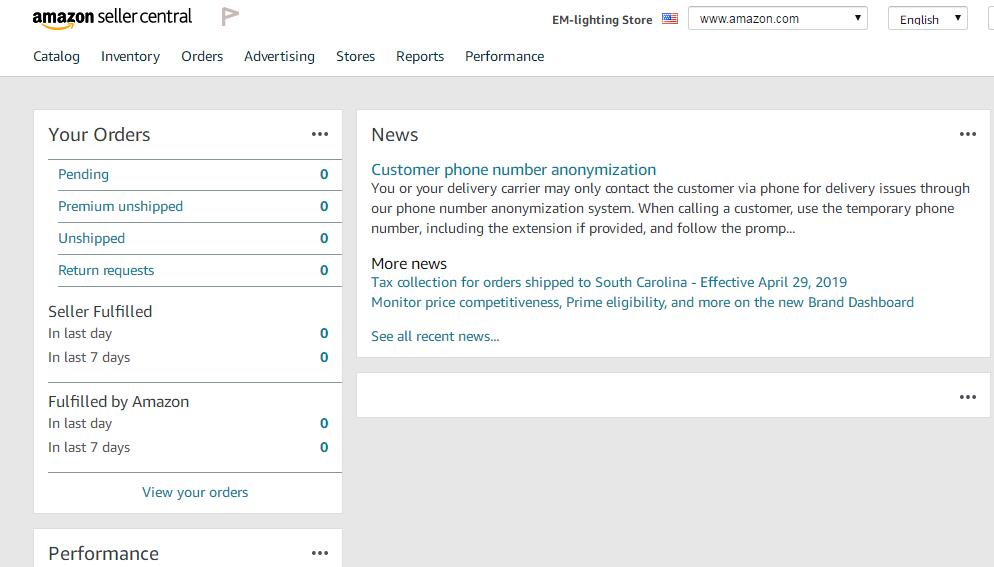 amazon seller central
EM-lighting Store
www.amazon.com
English
Catalog Inventory Orders Advertising Stores Reports Performance
Your Orders
Pending 0
Premium unshipped 0
Unshipped 0
Return requests 0
Seller Fulfilled
In last day 0
In last 7 days 0
Fulfilled by Amazon
In last day 0
In last 7 days 0
View your orders
Performance
News
Customer phone number anonymization
You or your delivery carrier may only contact the customer via phone for delivery issues through
our phone number anonymization system. When calling a customer, use the temporary phone
number, including the extension if provided, and follow the promp...
More news
Tax collection for orders shipped to South Carolina - Effective April 29, 2019
Monitor price competitiveness, Prime eligibility, and more on the new Brand Dashboard
See all recent news...